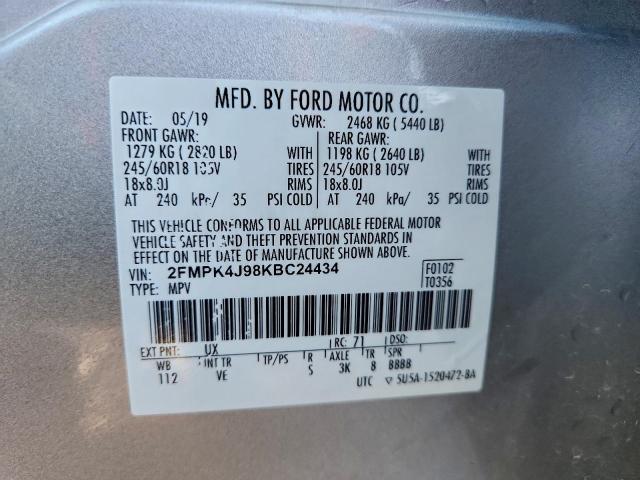 MFD. BY FORD MOTOR CO.
DATE: 05/19 GVWR: 2468 KG ( 5440 LB)
FRONT GAWR: REAR GAWR:
1279 KG ( 2820 LB) WITH 1198 KG ( 2640 LB) WITH
245/60R18 105V TIRES 245/60R18 105V TIRES
18x8.0J RIMS 18x8.0J RIMS
AT 240 kPa/ 35 PSI COLD AT 240 kPa/ 35 PSI COLD
THIS VEHICLE CONFORMS TO ALL APPLICABLE FEDERAL MOTOR
VEHICLE SAFETY AND THEFT PREVENTION STANDARDS IN
EFFECT ON THE DATE OF MANUFACTURE SHOWN ABOVE.
VIN: 2FMPK4J98KBC24434 F0102
TYPE: MPV T0356
EXT PNT: UX RC: 71 DSO:
WB INT TR TP/PS R AXLE TR SPR
112 VE S 3K 8 8888
UTC ▽ 5U5A-1520472-BA